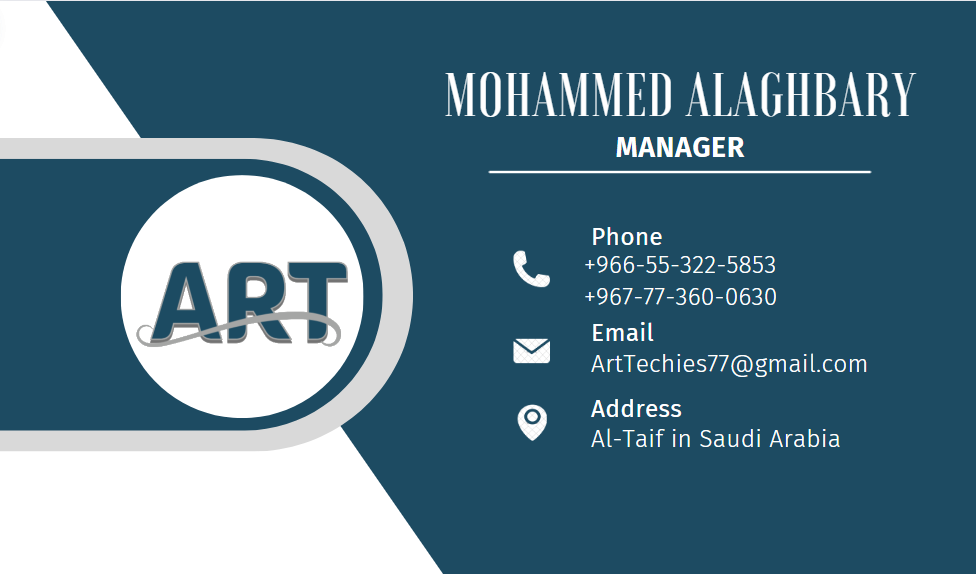 MOHAMMED ALAGHBARY
MANAGER
ART
Phone
+966-55-322-5853
+967-77-360-0630
Email
ArtTechies77@gmail.com
Address
Al-Taif in Saudi Arabia